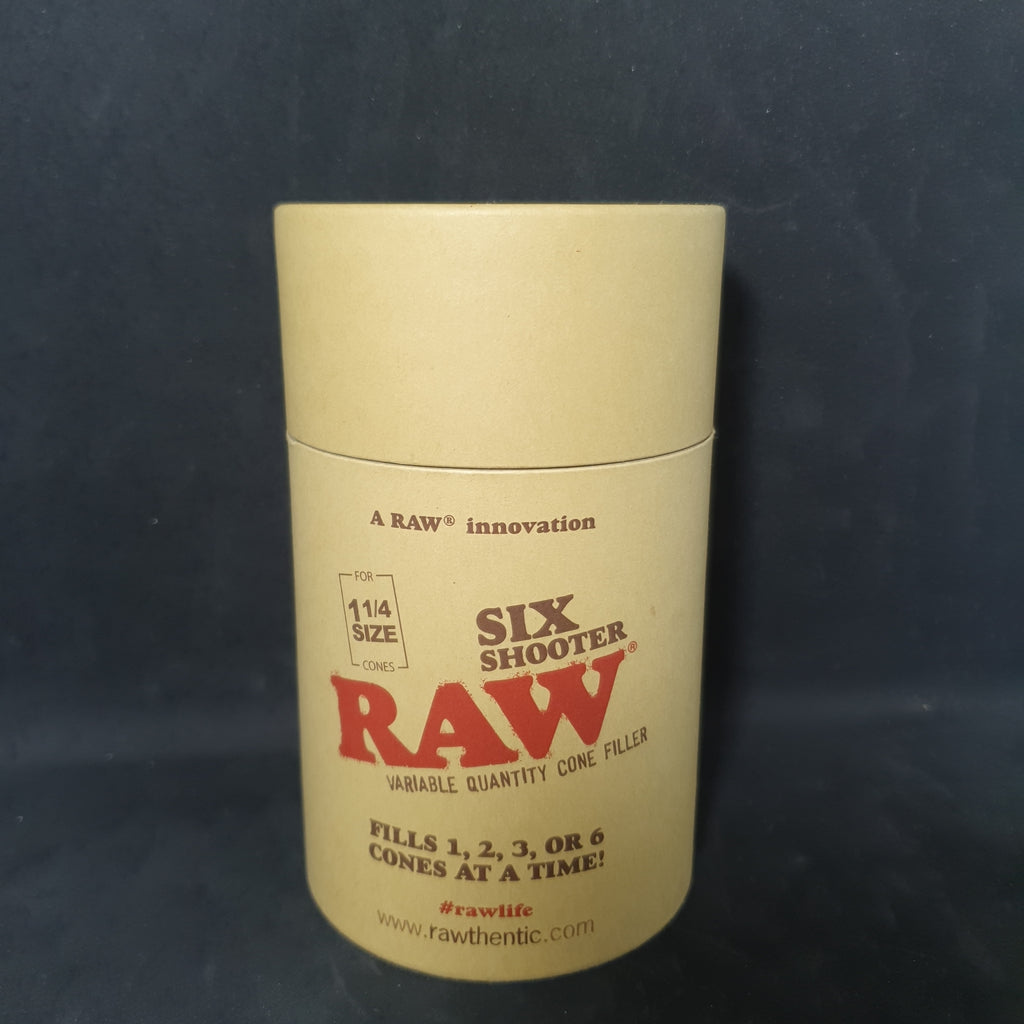 A RAW® innovation
FOR
1 1/4
SIZE
CONES
SIX
SHOOTER
RAW®
VARIABLE QUANTITY CONE FILLER
FILLS 1, 2, 3, OR 6
CONES AT A TIME!
#rawlife
www.rawthentic.com